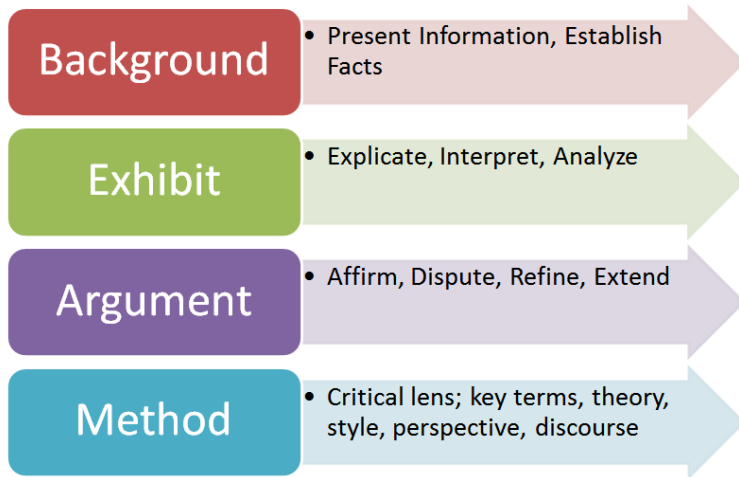 Background
• Present Information, Establish
Facts
Exhibit
• Explicate, Interpret, Analyze
Argument
• Affirm, Dispute, Refine, Extend
Method
• Critical lens; key terms, theory,
style, perspective, discourse